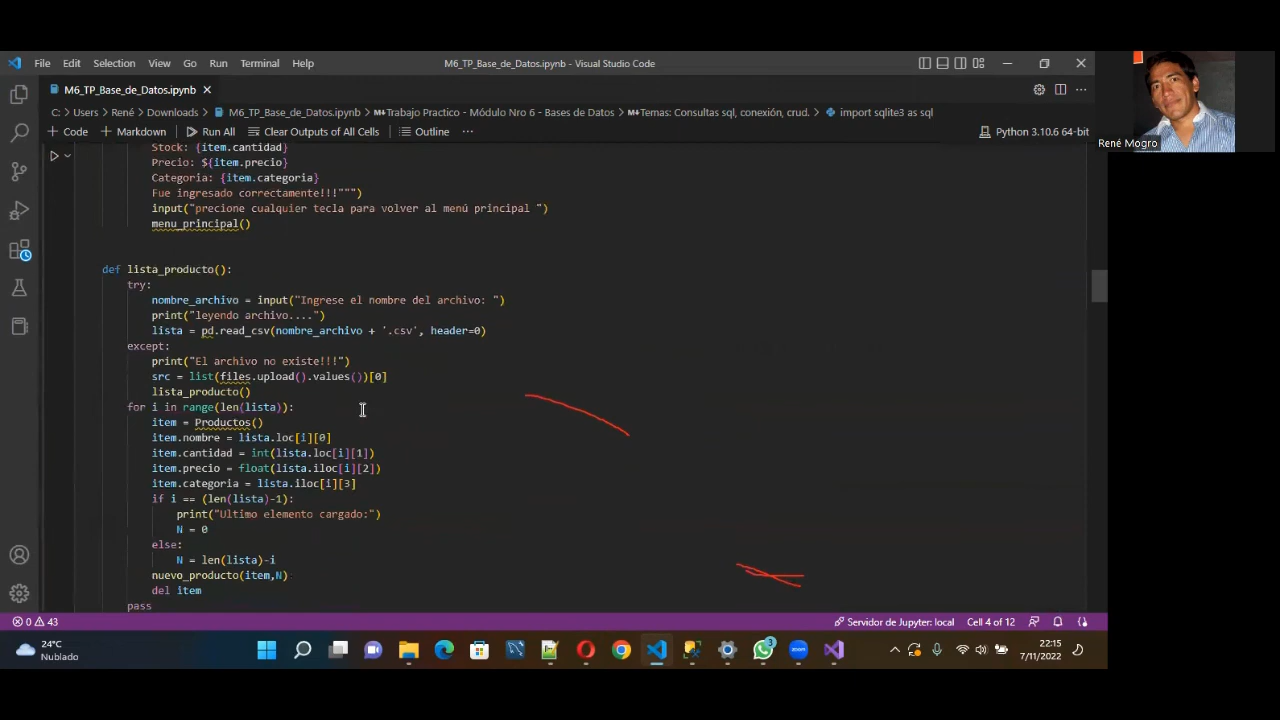 File Edit Selection View Go Run Terminal Help
M6_TP_Base_de_Datos.ipynb - Visual Studio Code
M6_TP_Base_de_Datos.ipynb
C: > Users > René > Downloads > M6_TP_Base_de_Datos.ipynb > Trabajo Practico - Módulo Nro 6 - Bases de Datos > Temas: Consultas sql, conexión, crud. > import sqlite3 as sql
+ Code + Markdown Run All Clear Outputs of All Cells Outline ... Python 3.10.6 64-bit
René Mogro
Stock: {item.cantidad}
Precio: ${item.precio}
Categoria: {item.categoria}
Fue ingresado correctamente!!!""")
input("precione cualquier tecla para volver al menú principal ")
menu_principal()
def lista_producto():
try:
nombre_archivo = input("Ingrese el nombre del archivo: ")
print("leyendo archivo....")
lista = pd.read_csv(nombre_archivo + '.csv', header=0)
except:
print("El archivo no existe!!!")
src = list(files.upload().values())[0]
lista_producto()
for i in range(len(lista)):
item = Productos()
item.nombre = lista.loc[i][0]
item.cantidad = int(lista.loc[i][1])
item.precio = float(lista.iloc[i][2])
item.categoria = lista.iloc[i][3]
if i == (len(lista)-1):
print("Ultimo elemento cargado:")
N = 0
else:
N = len(lista)-i
nuevo_producto(item,N)
del item
pass
0 43
Servidor de Jupyter: local Cell 4 of 12
24°C
Nublado
3
zoom
22:15
7/11/2022